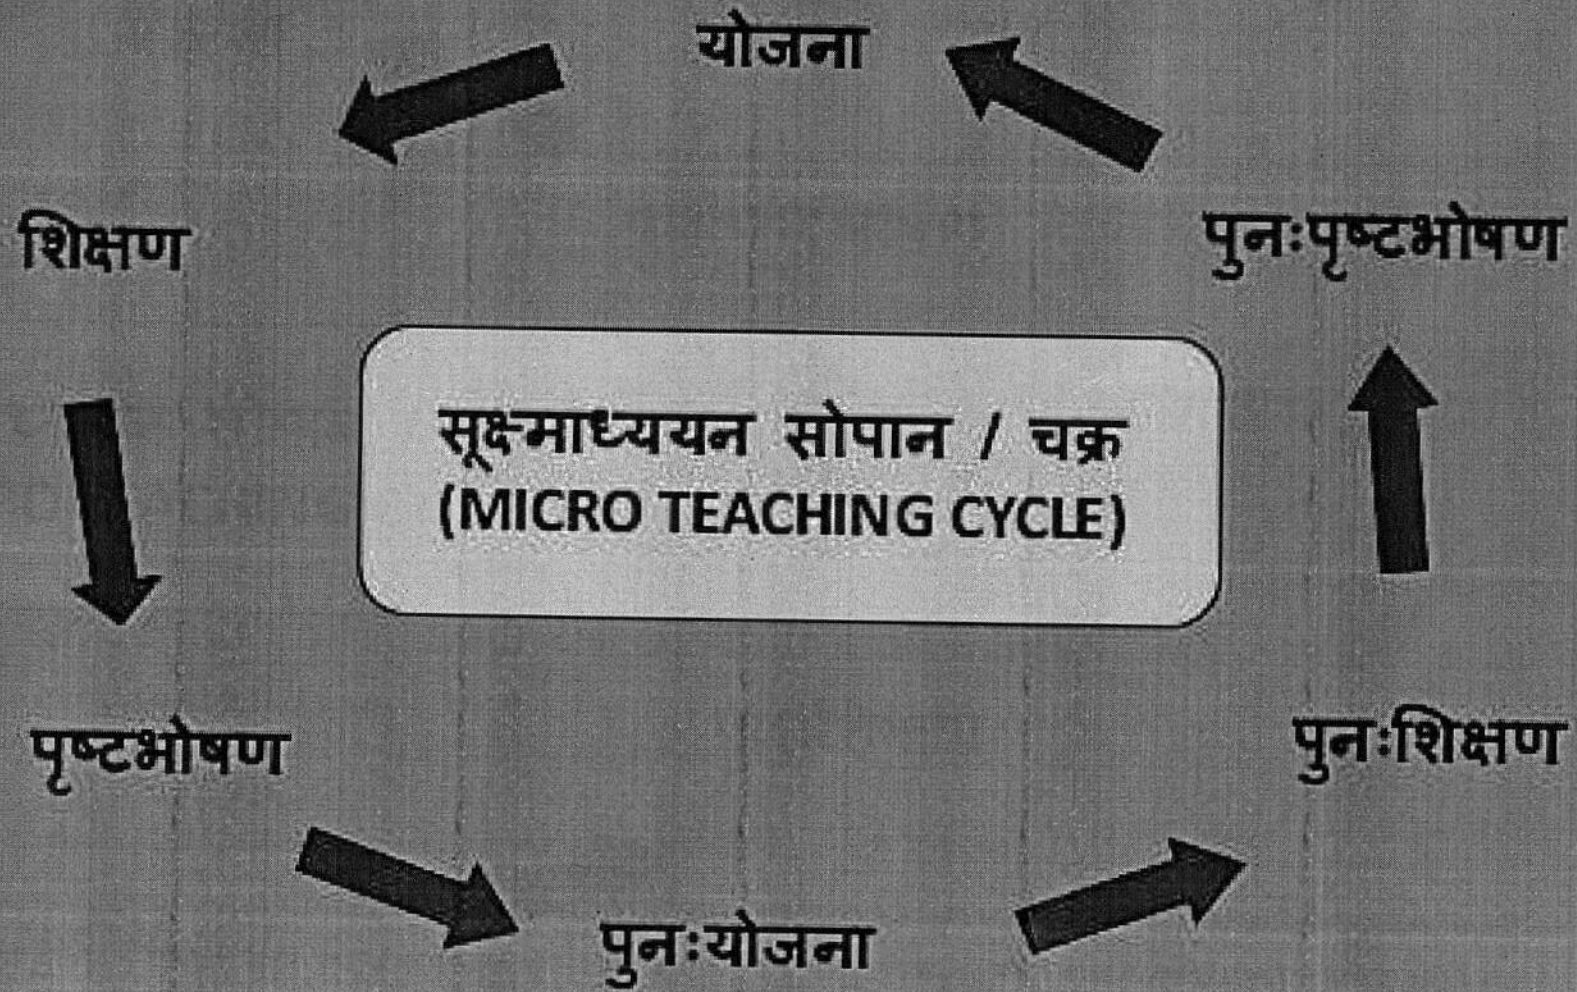 योजना
शिक्षण
पुनःपृष्टभोषण
सूक्ष्माध्ययन सोपान / चक्र
(MICRO TEACHING CYCLE)
पृष्टभोषण
पुनःशिक्षण
पुनःयोजना